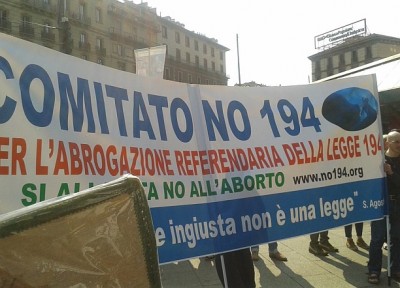 COMITATO NO 194
ER L'ABROGAZIONE REFERENDARIA DELLA LEGGE 194
SI AL NO ALL'ABORTO www.no194.org
e ingiusta non è una legge" S. Agos